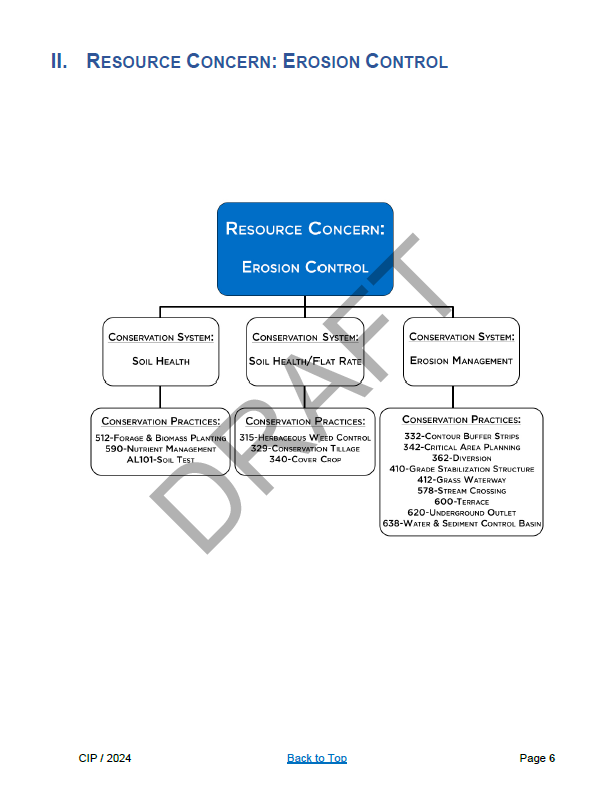 II. RESOURCE CONCERN: EROSION CONTROL
RESOURCE CONCERN:
EROSION CONTROL
CONSERVATION SYSTEM:
SOIL HEALTH
CONSERVATION SYSTEM:
SOIL HEALTH/FLAT RATE
CONSERVATION SYSTEM:
EROSION MANAGEMENT
CONSERVATION PRACTICES:
512-FORAGE & BIOMASS PLANTING
590-NUTRIENT MANAGEMENT
AL101-SOIL TEST
CONSERVATION PRACTICES:
315-HERBACEOUS WEED CONTROL
329-CONSERVATION TILLAGE
340-COVER CROP
CONSERVATION PRACTICES:
332-CONTOUR BUFFER STRIPS
342-CRITICAL AREA PLANNING
362-DIVERSION
410-GRADE STABILIZATION STRUCTURE
412-GRASS WATERWAY
578-STREAM CROSSING
600-TERRACE
620-UNDERGROUND OUTLET
638-WATER & SEDIMENT CONTROL BASIN
DRAFT
CIP / 2024 Back to Top Page 6